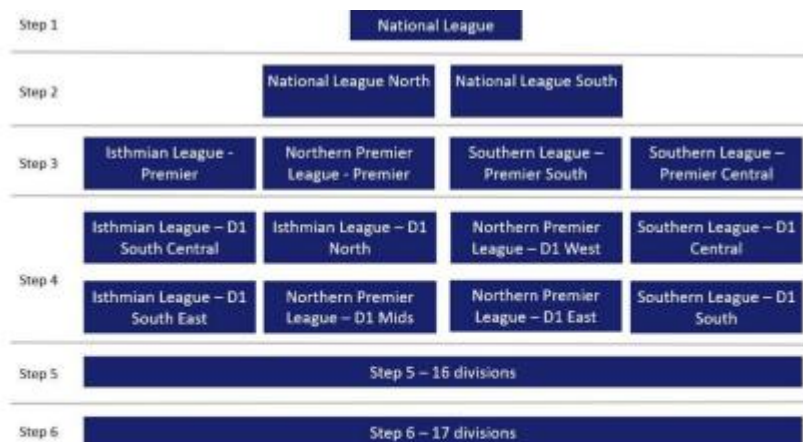 Step 1
National League
Step 2
National League North
National League South
Step 3
Isthmian League -
Premier
Northern Premier
League - Premier
Southern League –
Premier South
Southern League –
Premier Central
Step 4
Isthmian League – D1
South Central
Isthmian League – D1
North
Northern Premier
League – D1 West
Southern League – D1
Central
Isthmian League – D1
South East
Northern Premier
League – D1 Mids
Northern Premier
League – D1 East
Southern League – D1
South
Step 5
Step 5 – 16 divisions
Step 6
Step 6 – 17 divisions